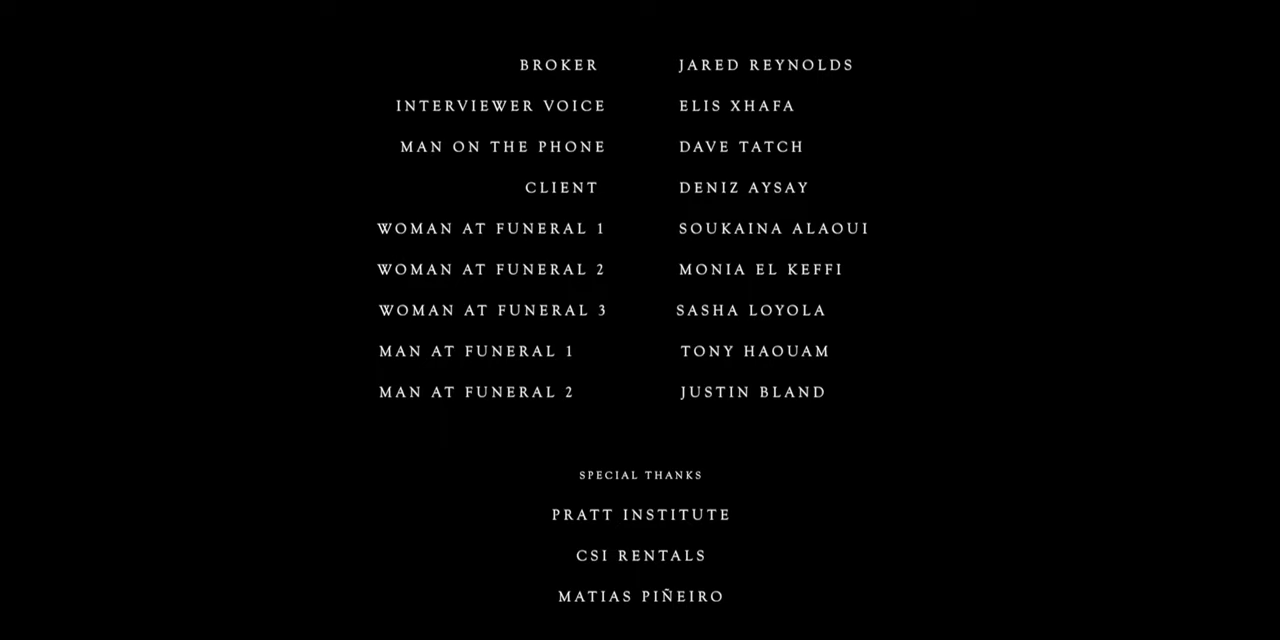 BROKER JARED REYNOLDS
INTERVIEWER VOICE ELIS XHAFA
MAN ON THE PHONE DAVE TATCH
CLIENT DENIZ AYSAY
WOMAN AT FUNERAL 1 SOUKAINA ALAOUI
WOMAN AT FUNERAL 2 MONIA EL KEFFI
WOMAN AT FUNERAL 3 SASHA LOYOLA
MAN AT FUNERAL 1 TONY HAOUAM
MAN AT FUNERAL 2 JUSTIN BLAND
SPECIAL THANKS
PRATT INSTITUTE
CSI RENTALS
MATIAS PIÑEIRO